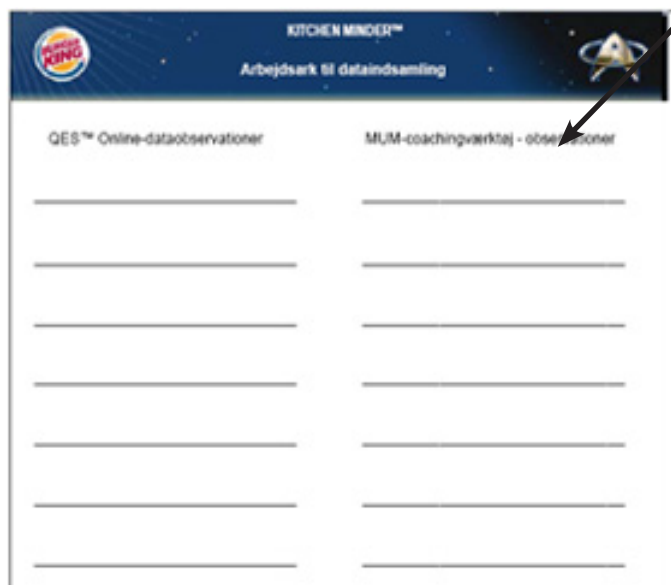 BURGER
KING
KITCHEN MINDER™
Arbejdsark til dataindsamling
QES™ Online-dataobservationer
MUM-coachingværktøj - observationer